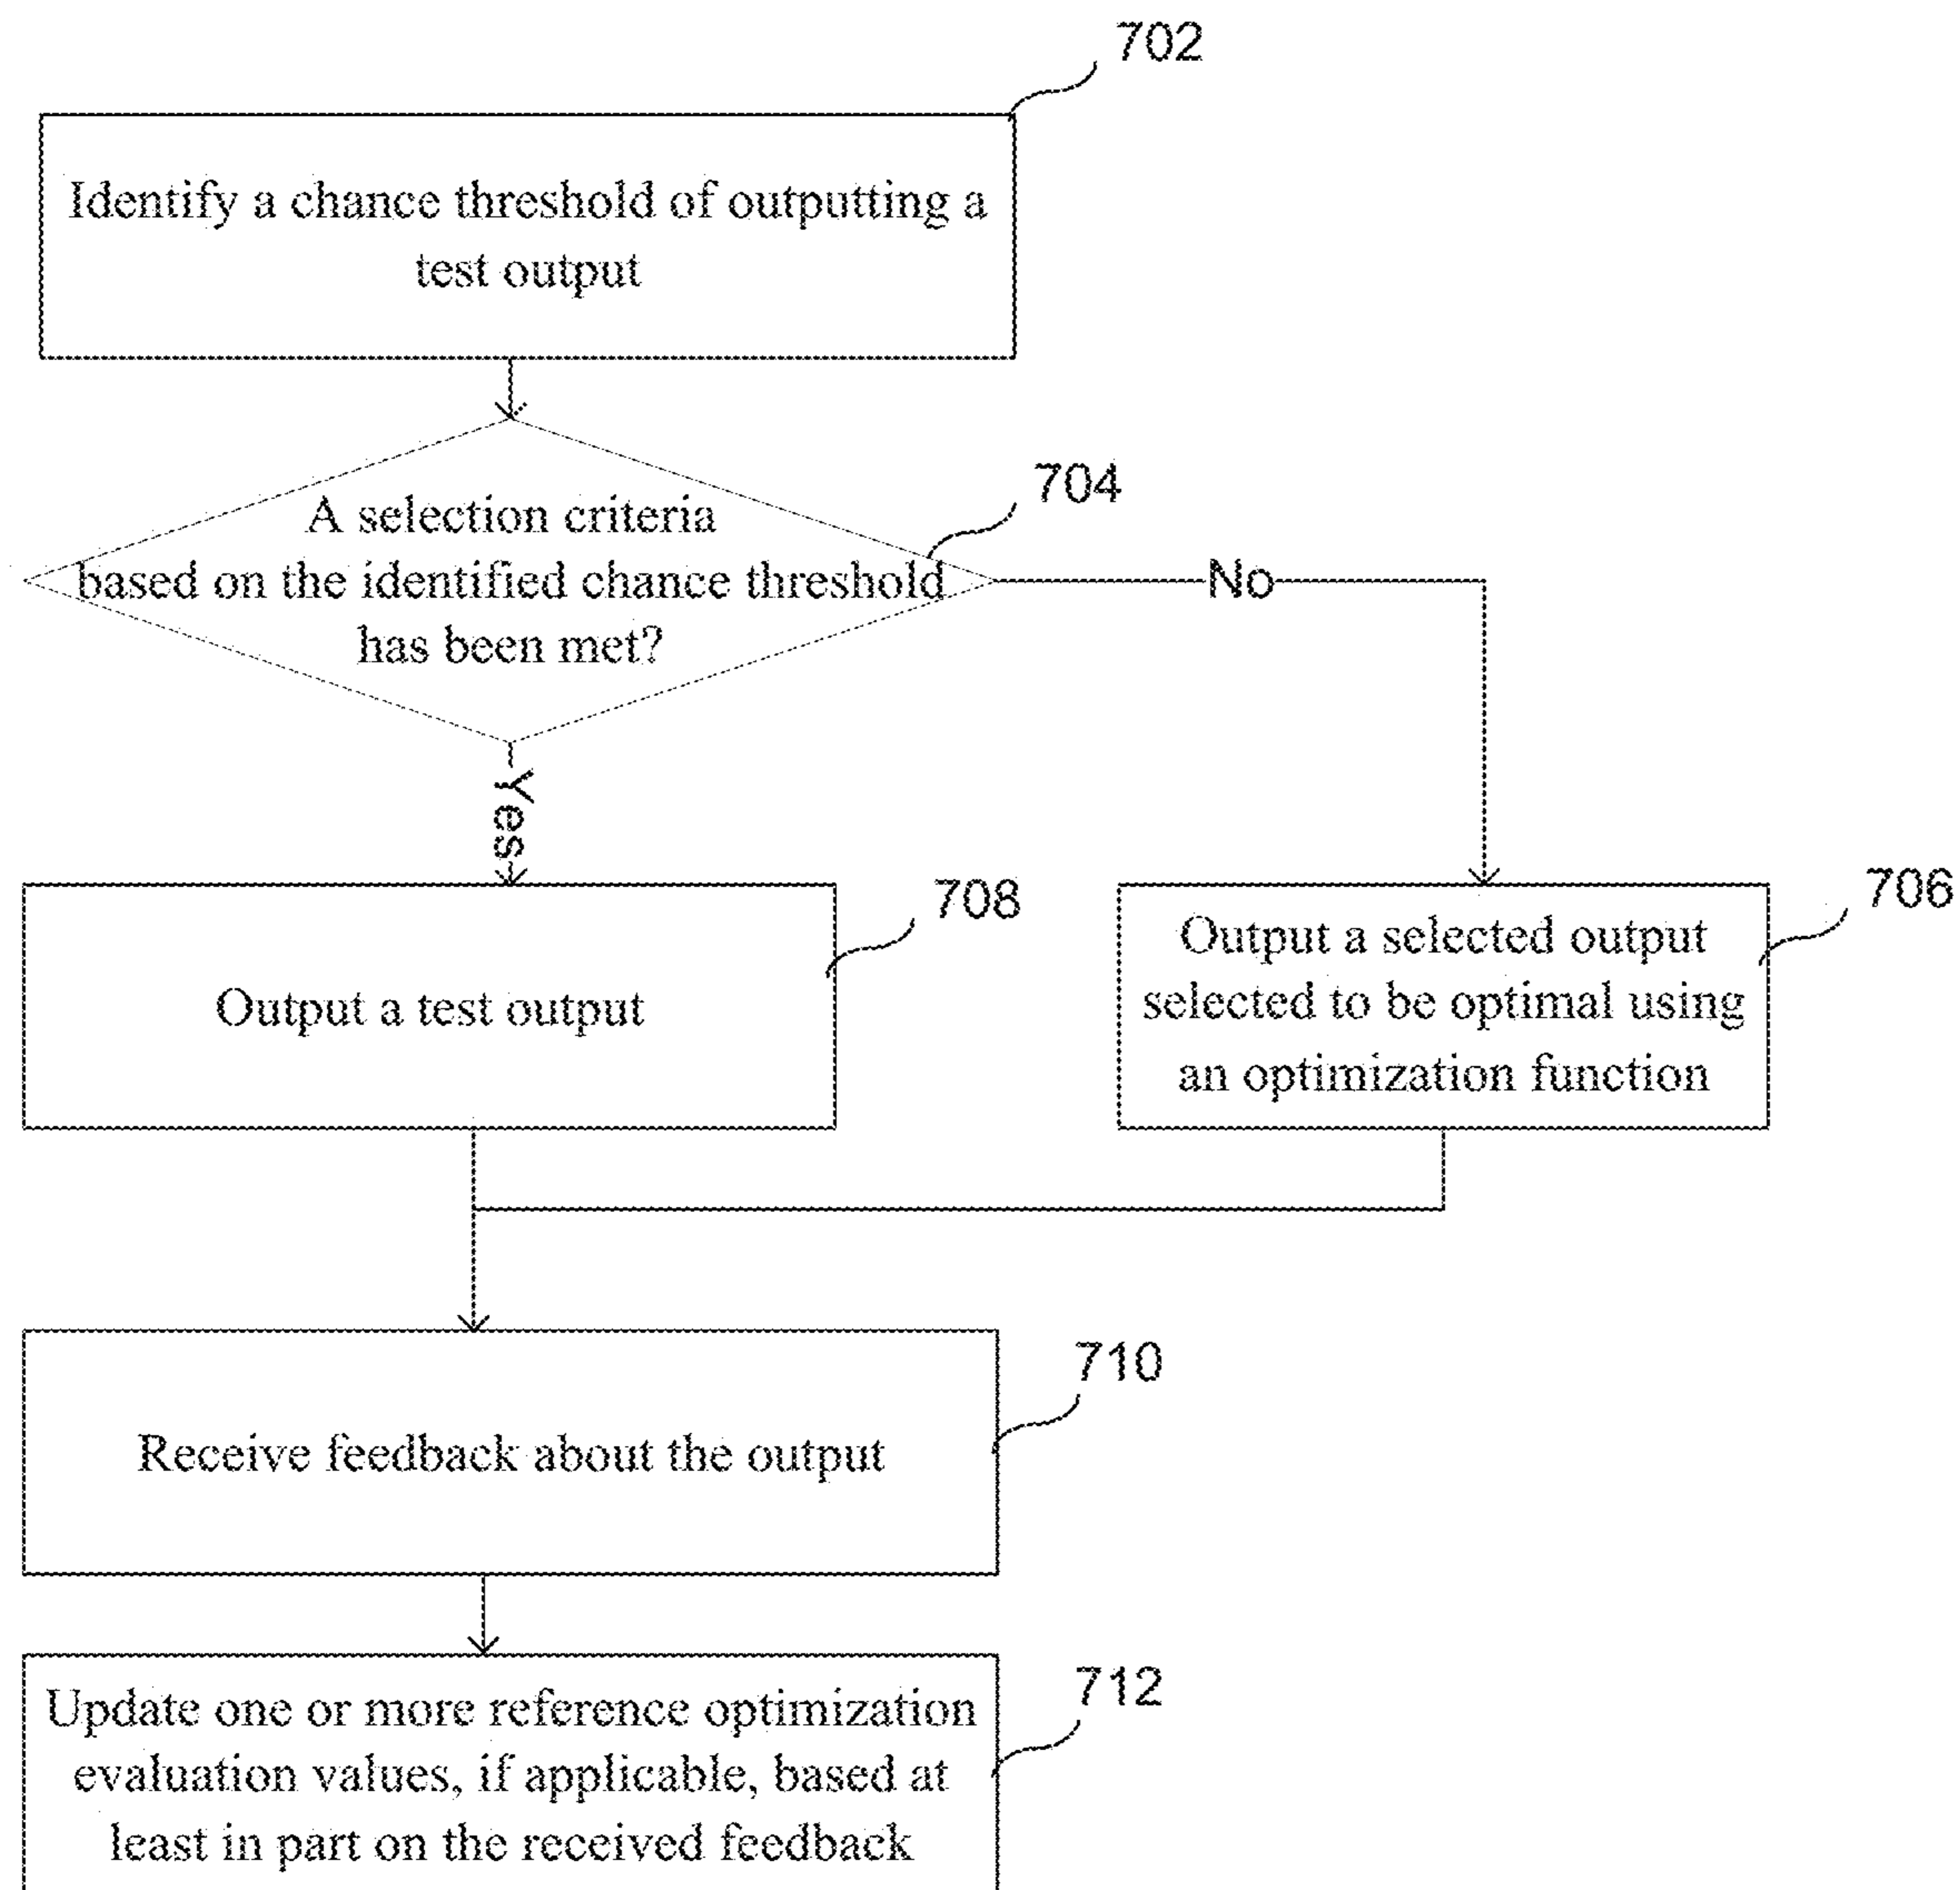 702
Identify a chance threshold of outputting a
test output
704
A selection criteria
based on the identified chance threshold
has been met?
No
Yes
708
Output a test output
706
Output a selected output
selected to be optimal using
an optimization function
710
Receive feedback about the output
712
Update one or more reference optimization
evaluation values, if applicable, based at
least in part on the received feedback